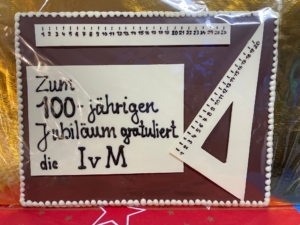 Zum
100-jährigen
Jubiläum gratuliert
die IvM